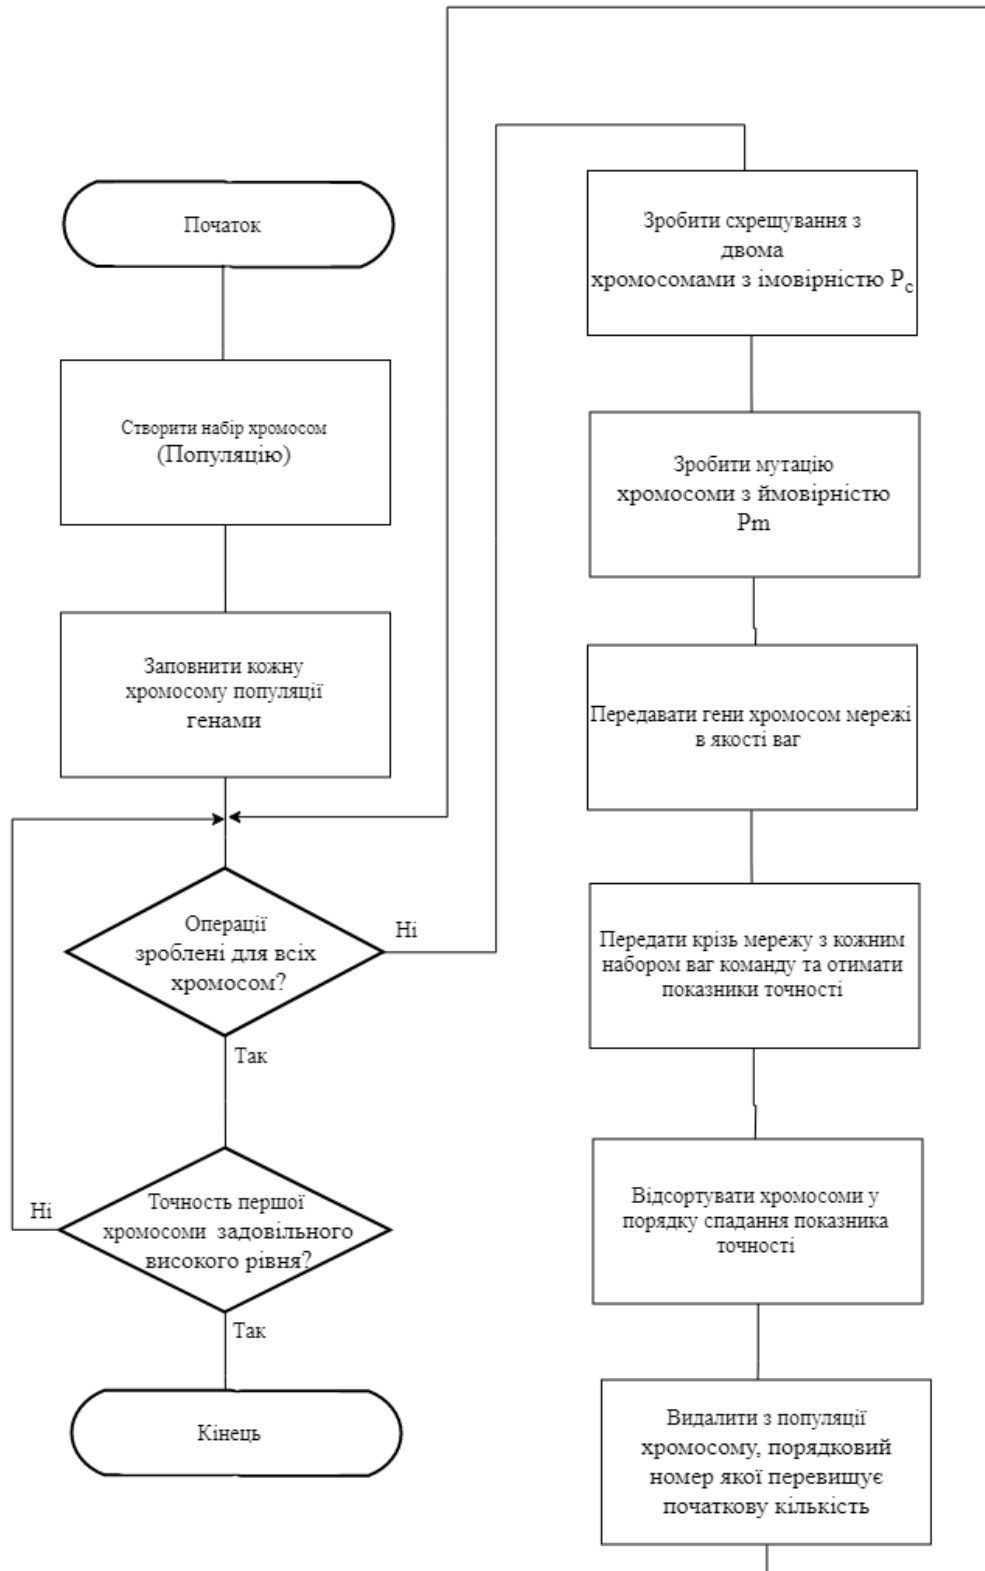 Початок
Створити набір хромосом
(Популяцію)
Заповнити кожну
хромосому популяції
генами
Операції
зроблені для всіх
хромосом?
Ні
Так
Точность першої
хромосоми задовільного
високого рівня?
Ні
Так
Кінець
Зробити схрещування з
двома
хромосомами з імовірністю Pc
Зробити мутацію
хромосоми з ймовірністю
Pm
Передавати гени хромосом мережі
в якості ваг
Передати крізь мережу з кожним
набором ваг команду та отимати
показники точності
Відсортувати хромосоми у
порядку спадання показника
точності
Видалити з популяції
хромосому, порядковий
номер якої перевищує
початкову кількість